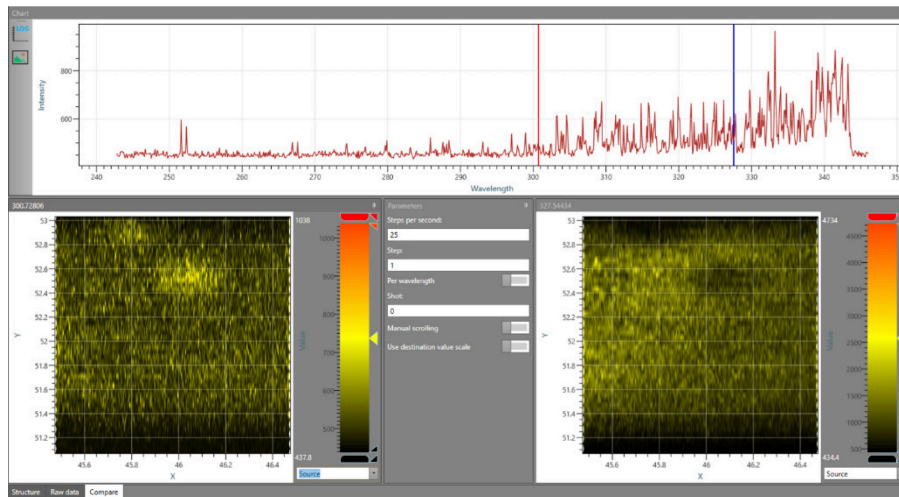 Chart
LOG
Intensity
800
600
240 250 260 270 280 290 300 310 320 330 340 350
Wavelength
300.72806
53
52.8
52.6
52.4
52.2
52
51.8
51.6
51.4
51.2
Y
45.6 45.8 46 46.2 46.4
X
1038
1000
900
800
700
600
500
Value
437.8
Source
Parameters
Steps per second:
25
Step:
1
Per wavelength
Shot:
0
Manual scrolling
Use destination value scale
327.54434
53
52.8
52.6
52.4
52.2
52
51.8
51.6
51.4
51.2
Y
45.6 45.8 46 46.2 46.4
X
4734
4500
4000
3500
3000
2500
2000
1500
1000
500
Value
434.4
Source
Structure Raw data Compare